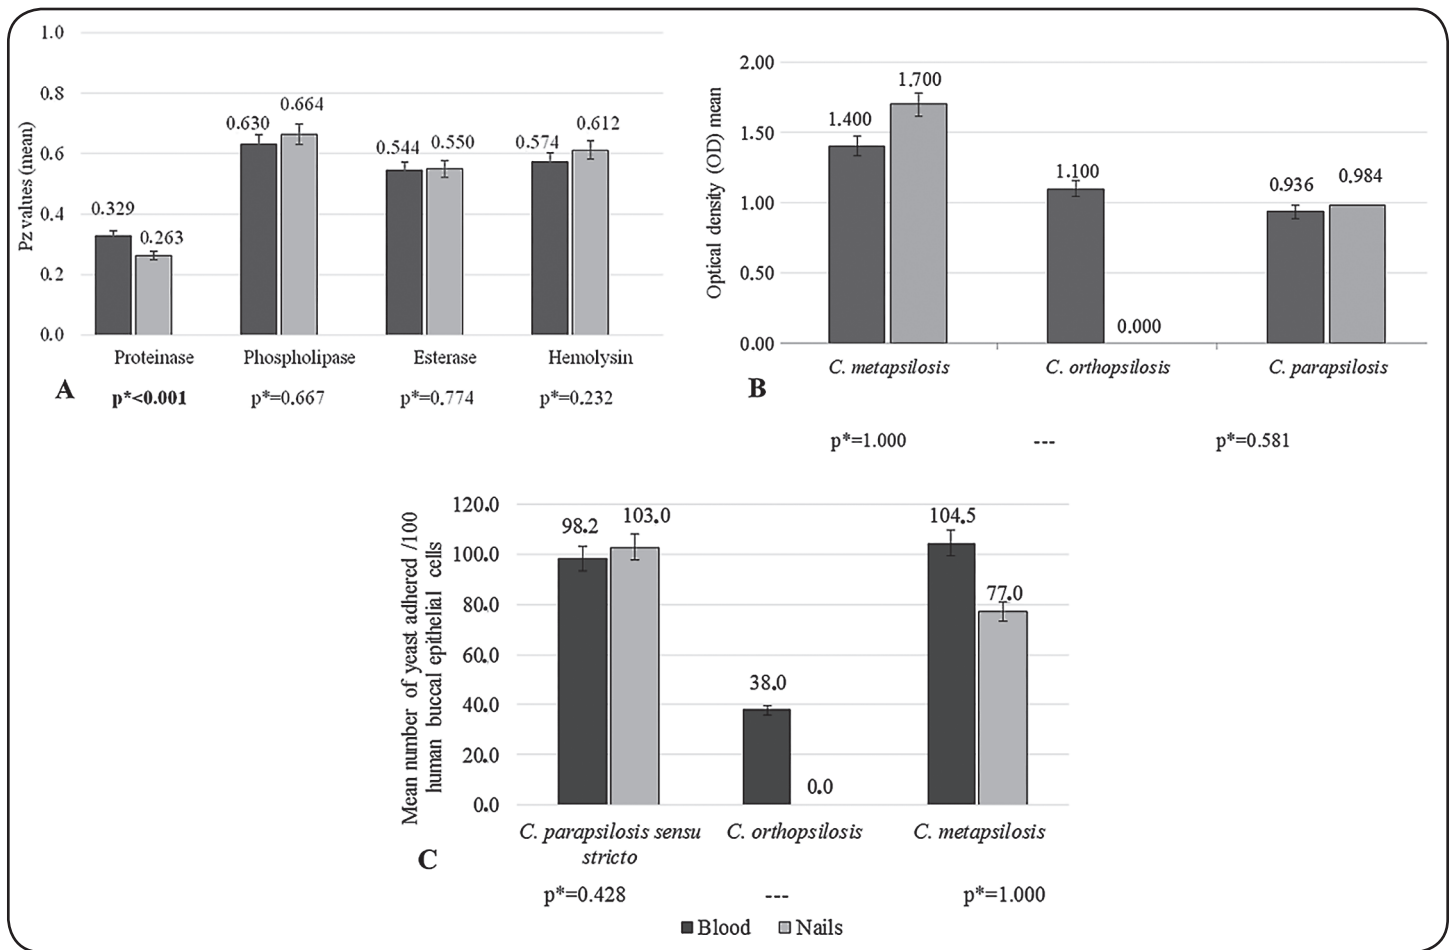 1.0
0.8
0.6
0.4
0.2
0.0
Pz values (mean)
0.329
0.263
0.630
0.664
0.544
0.550
0.574
0.612
Proteinase
Phospholipase
Esterase
Hemolysin
A
p*<0.001
p*=0.667
p*=0.774
p*=0.232
2.00
1.50
1.00
0.50
0.00
Optical density (OD) mean
1.400
1.700
1.100
0.000
0.936
0.984
C. metapsilosis
C. orthopsilosis
C. parapsilosis
B
p*=1.000
---
p*=0.581
120.0
100.0
80.0
60.0
40.0
20.0
0.0
Mean number of yeast adhered /100
human buccal epithelial cells
98.2
103.0
38.0
0.0
104.5
77.0
C. parapsilosis sensu
stricto
C. orthopsilosis
C. metapsilosis
C
p*=0.428
---
p*=1.000
Blood
Nails